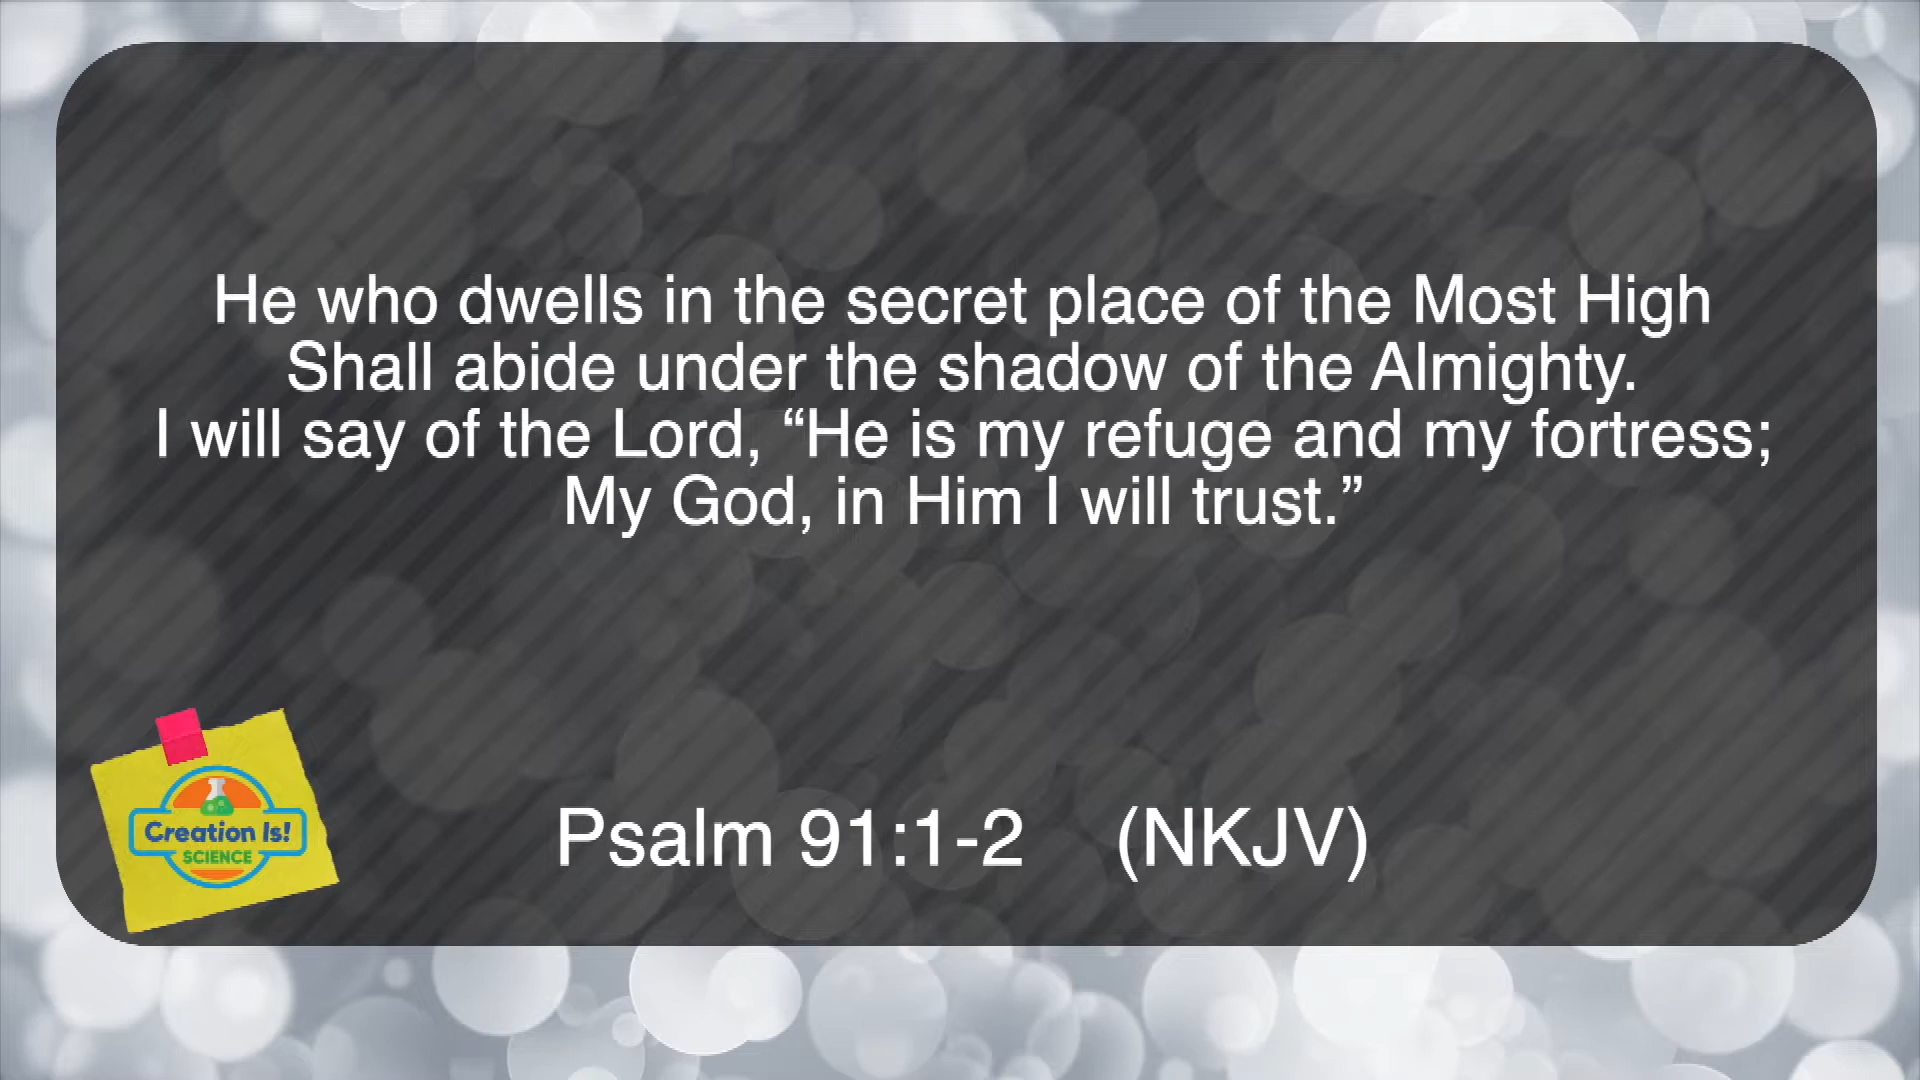 He who dwells in the secret place of the Most High
Shall abide under the shadow of the Almighty.
I will say of the Lord, “He is my refuge and my fortress;
My God, in Him I will trust.”
Creation Is!
SCIENCE
Psalm 91:1-2 (NKJV)